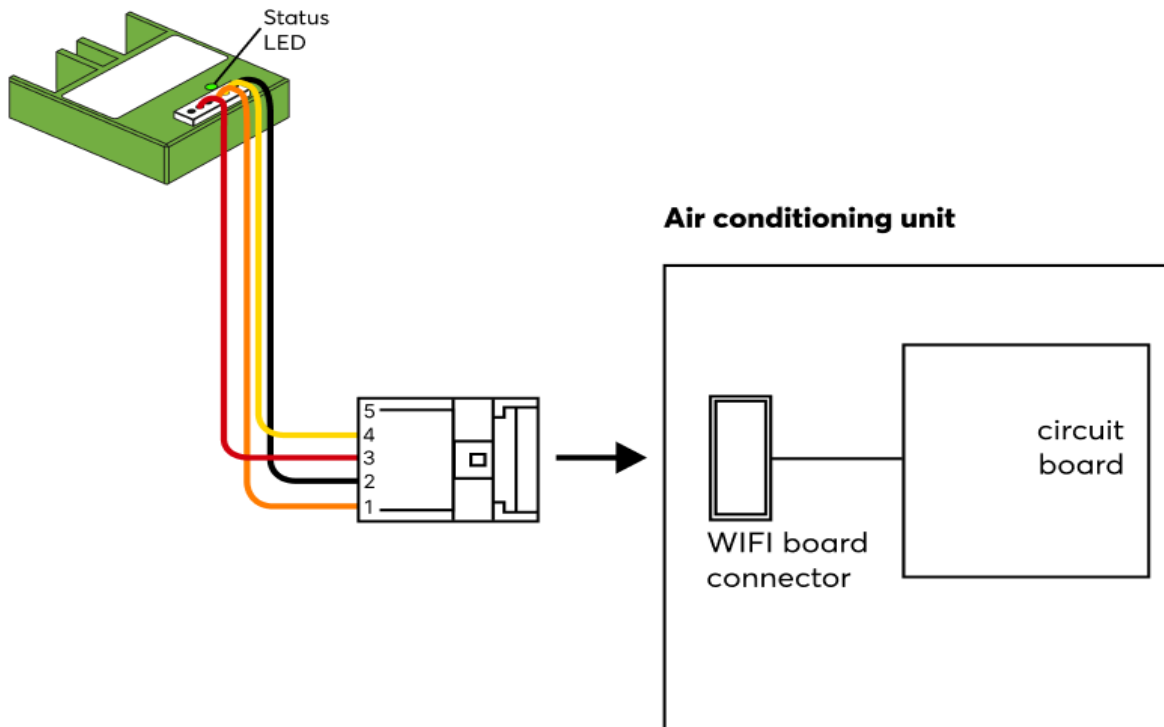 Status
LED
Air conditioning unit
5
4
3
2
1
circuit
board
WIFI board
connector